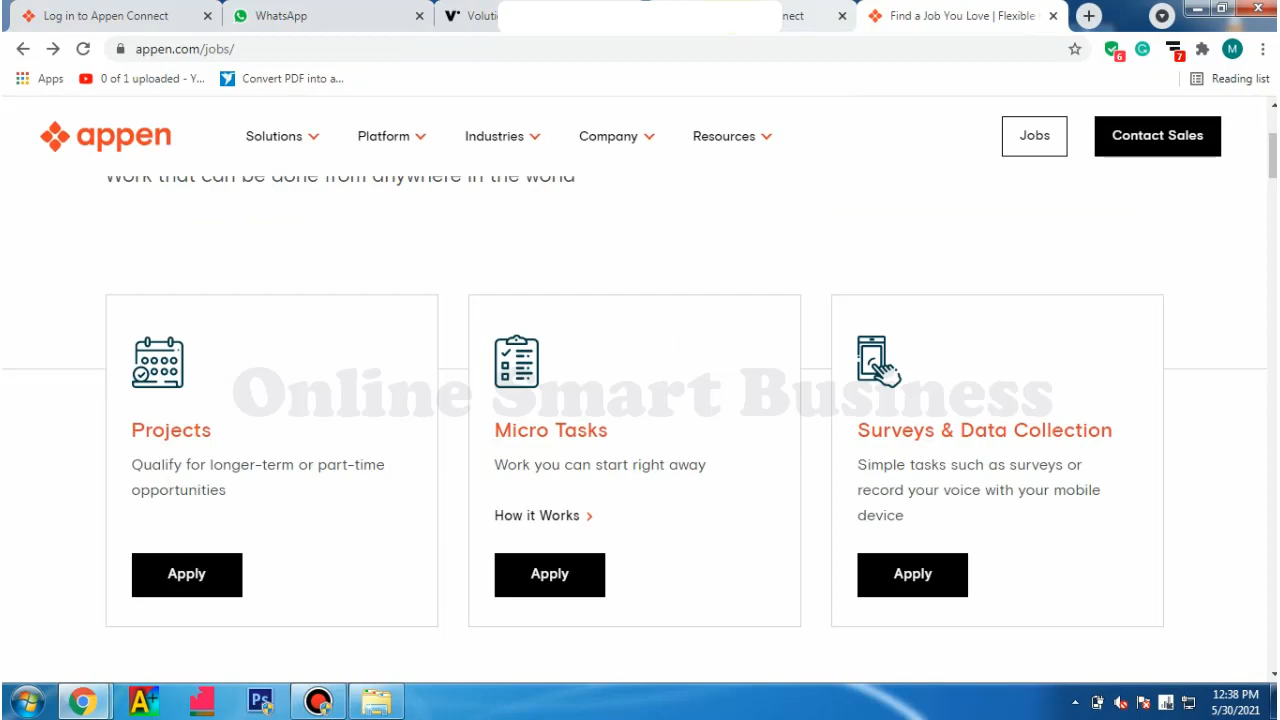 Log in to Appen Connect
WhatsApp
Voluti
nnect
Find a Job You Love | Flexible
appen.com/jobs/
6
7
M
Apps
0 of 1 uploaded - Y...
Convert PDF into a...
Reading list
appen
Solutions
Platform
Industries
Company
Resources
Jobs
Contact Sales
Work that can be done from anywhere in the world
Online Smart Business
Projects
Qualify for longer-term or part-time
opportunities
Apply
Micro Tasks
Work you can start right away
How it Works >
Apply
Surveys & Data Collection
Simple tasks such as surveys or
record your voice with your mobile
device
Apply
Ps
12:38 PM
5/30/2021